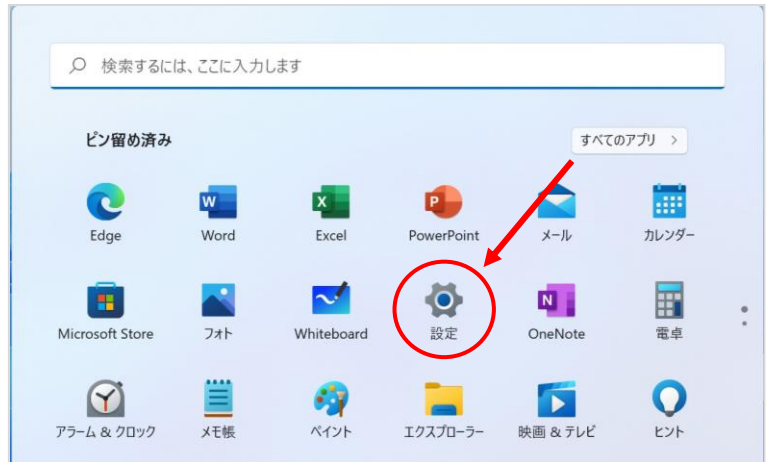 検索するには、ここに入力します
ピン留め済み
すべてのアプリ >
Edge
Word
Excel
PowerPoint
メール
カレンダー
Microsoft Store
フォト
Whiteboard
設定
OneNote
電卓
アラーム & クロック
メモ帳
ペイント
エクスプローラー
映画 & テレビ
ヒント